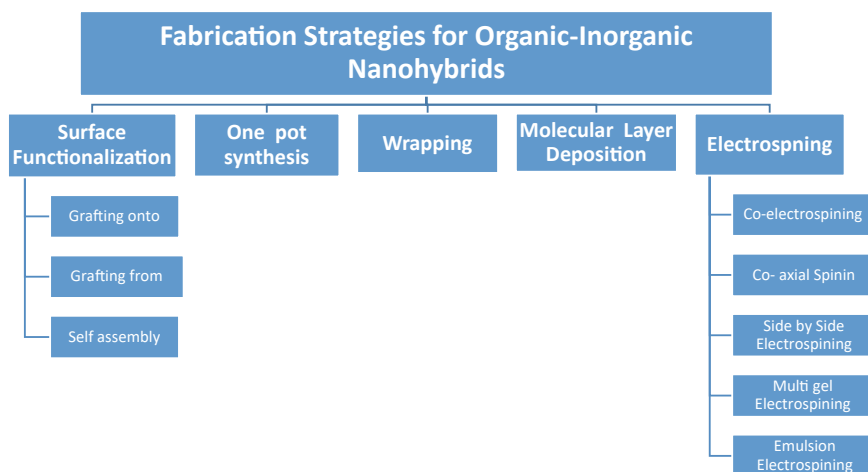 Fabrication Strategies for Organic-Inorganic
Nanohybrids
Surface
Functionalization
One pot
synthesis
Wrapping
Molecular Layer
Deposition
Electrospning
Grafting onto
Grafting from
Self assembly
Co-electrospining
Co- axial Spinin
Side by Side
Electrospining
Multi gel
Electrospining
Emulsion
Electrospining